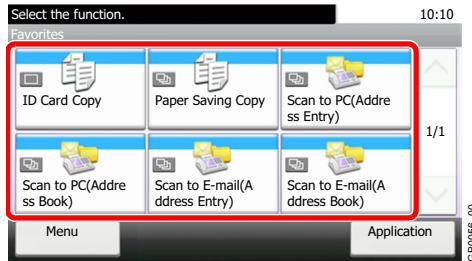 Select the function.
10:10
Favorites
ID Card Copy
Paper Saving Copy
Scan to PC(Addre
ss Entry)
1/1
Scan to PC(Addre
ss Book)
Scan to E-mail(A
ddress Entry)
Scan to E-mail(A
ddress Book)
Menu
Application